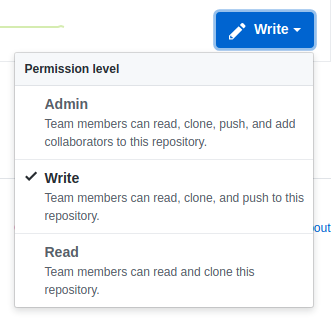 Write
Permission level
Admin
Team members can read, clone, push, and add
collaborators to this repository.
Write
Team members can read, clone, and push to this
repository.
out
Read
Team members can read and clone this
repository.